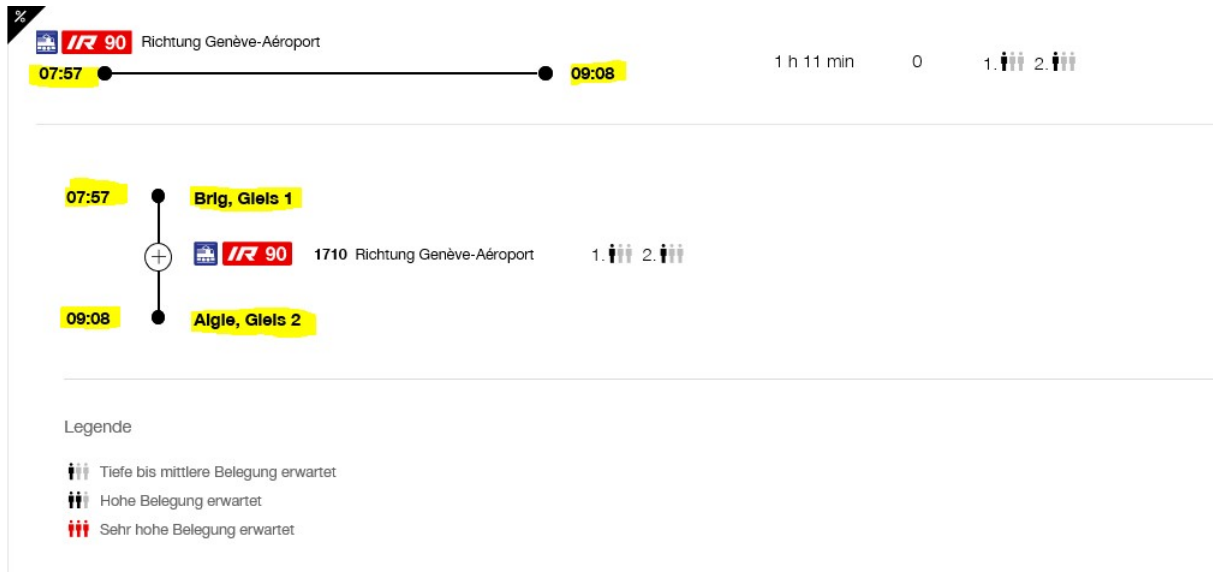 %
IR 90 Richtung Genève-Aéroport
07:57 09:08 1 h 11 min 0 1. 2.
07:57 Brig, Gleis 1
IR 90 1710 Richtung Genève-Aéroport 1. 2.
09:08 Aigle, Gleis 2
Legende
Tiefe bis mittlere Belegung erwartet
Hohe Belegung erwartet
Sehr hohe Belegung erwartet